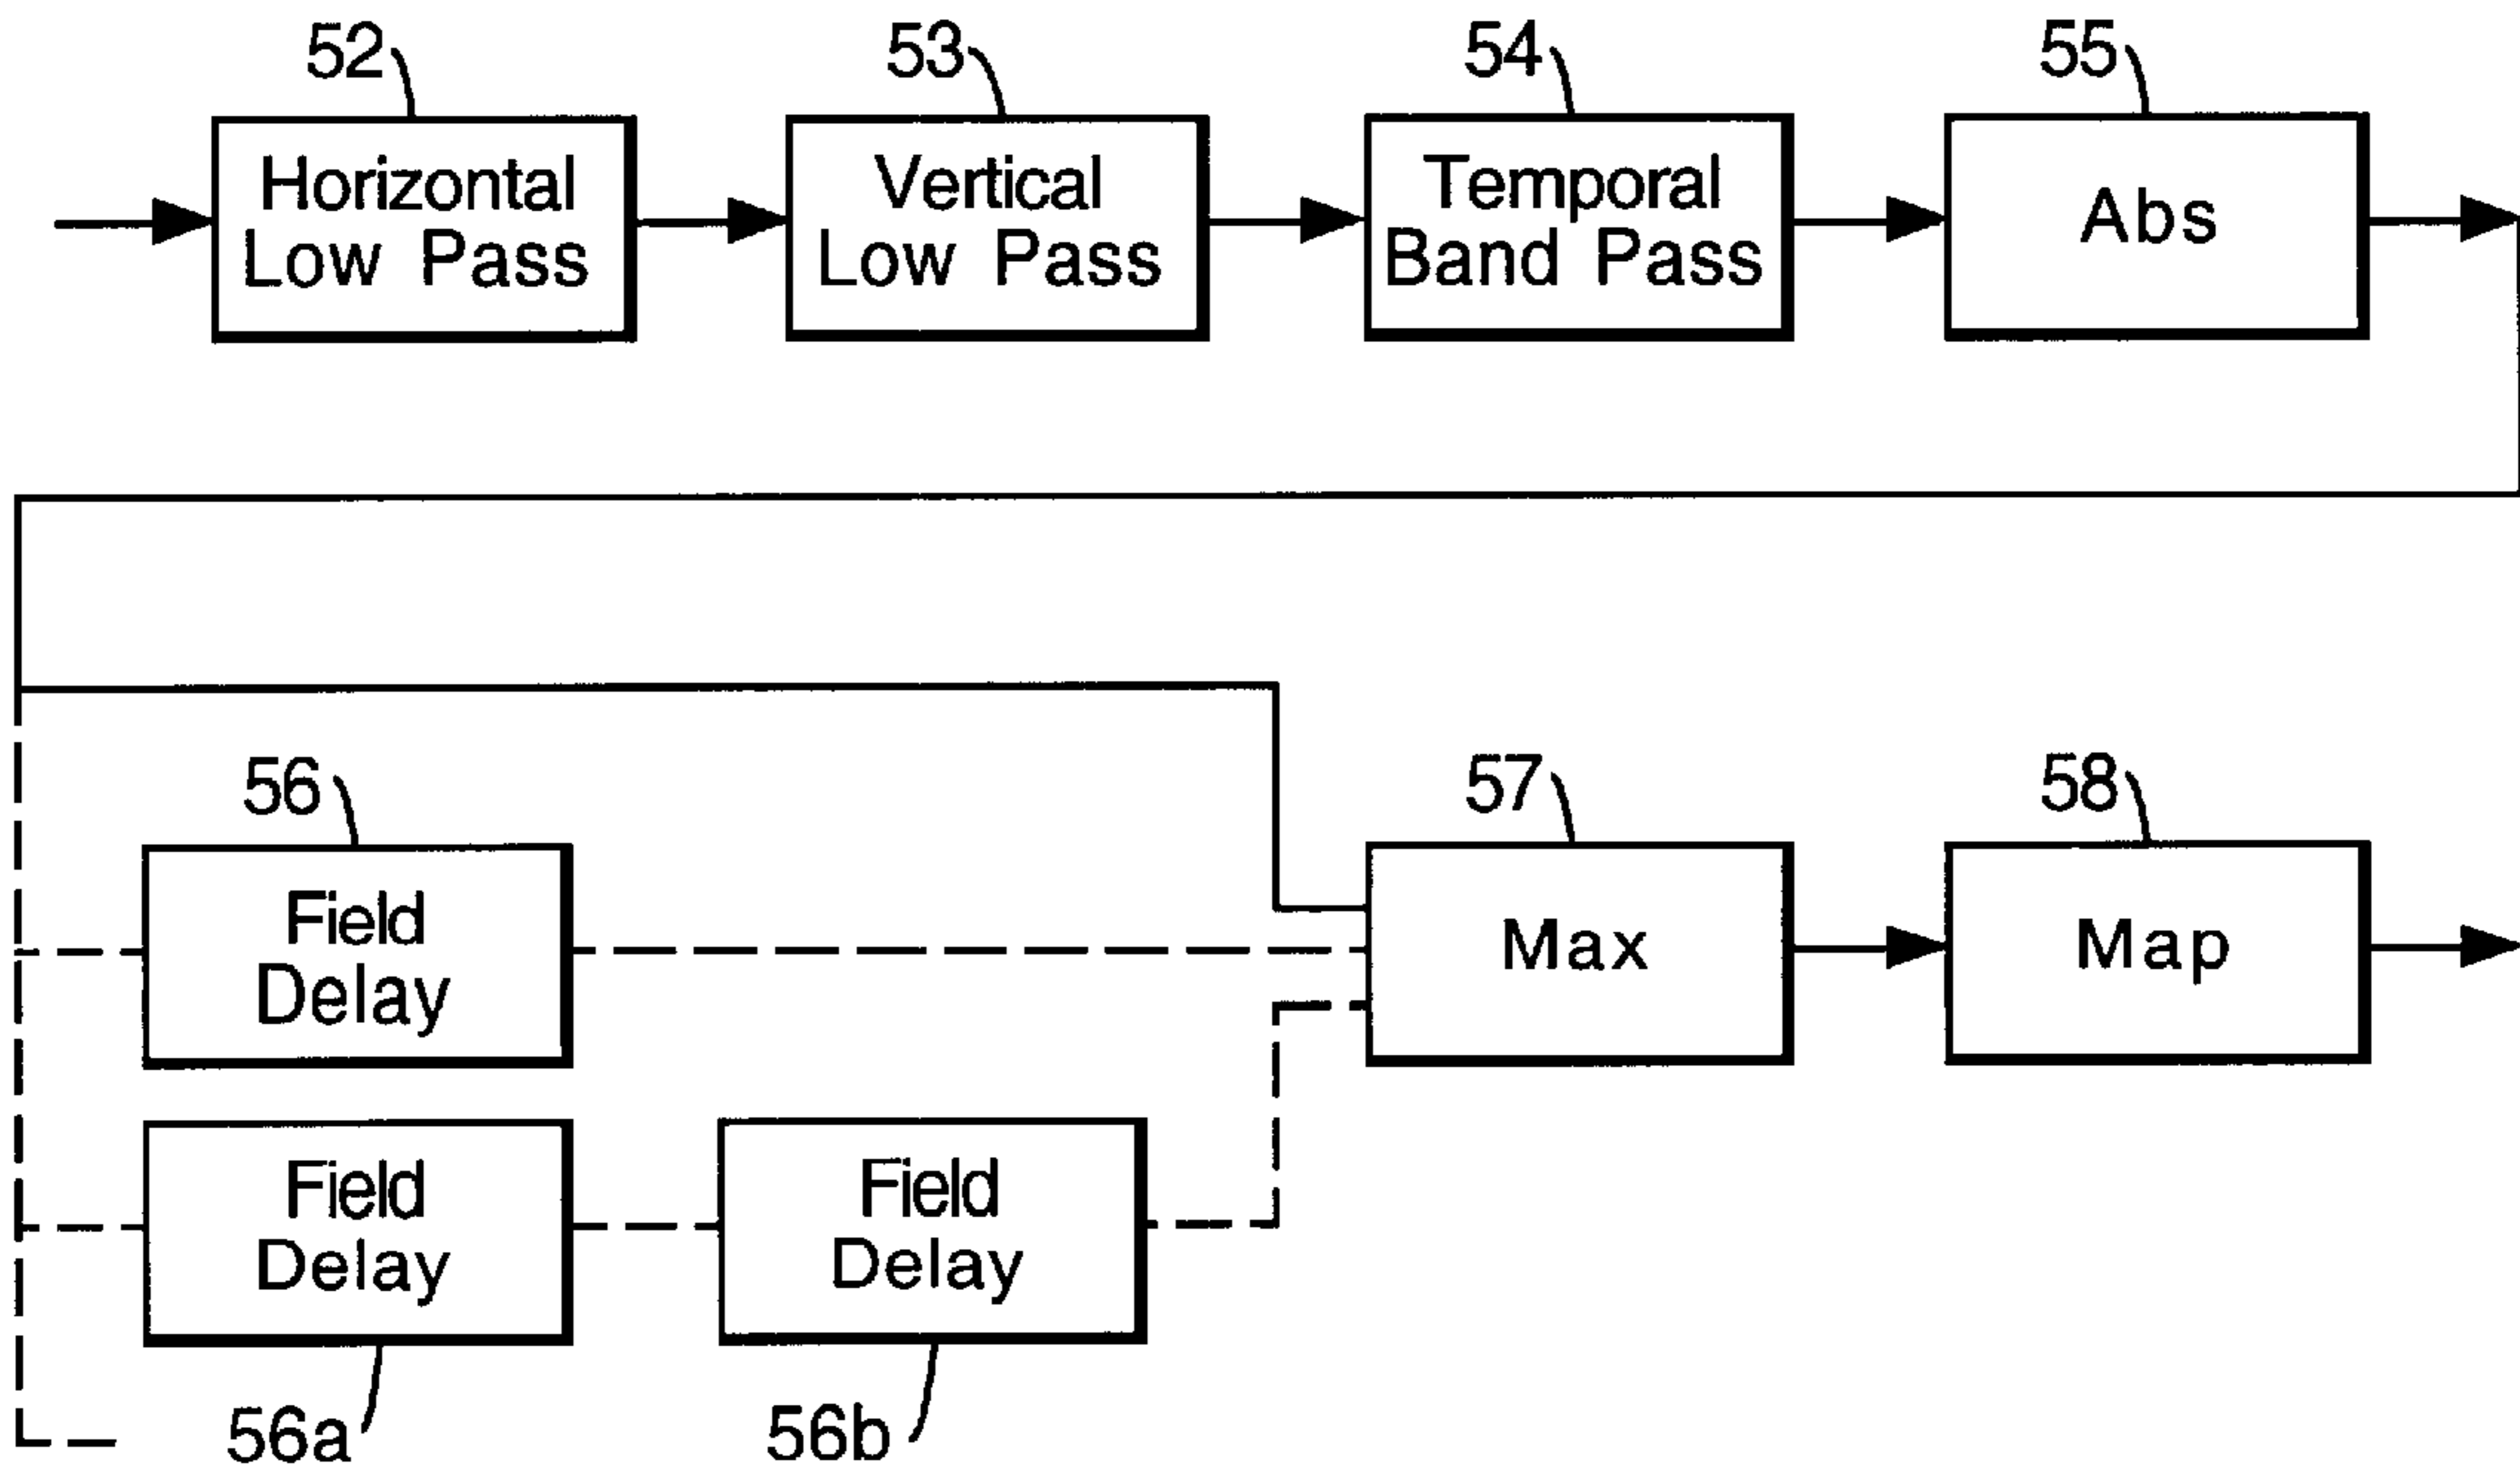 52
53
54
55
Horizontal
Low Pass
Vertical
Low Pass
Temporal
Band Pass
Abs
56
57
58
Field
Delay
Max
Map
Field
Delay
Field
Delay
56a
56b